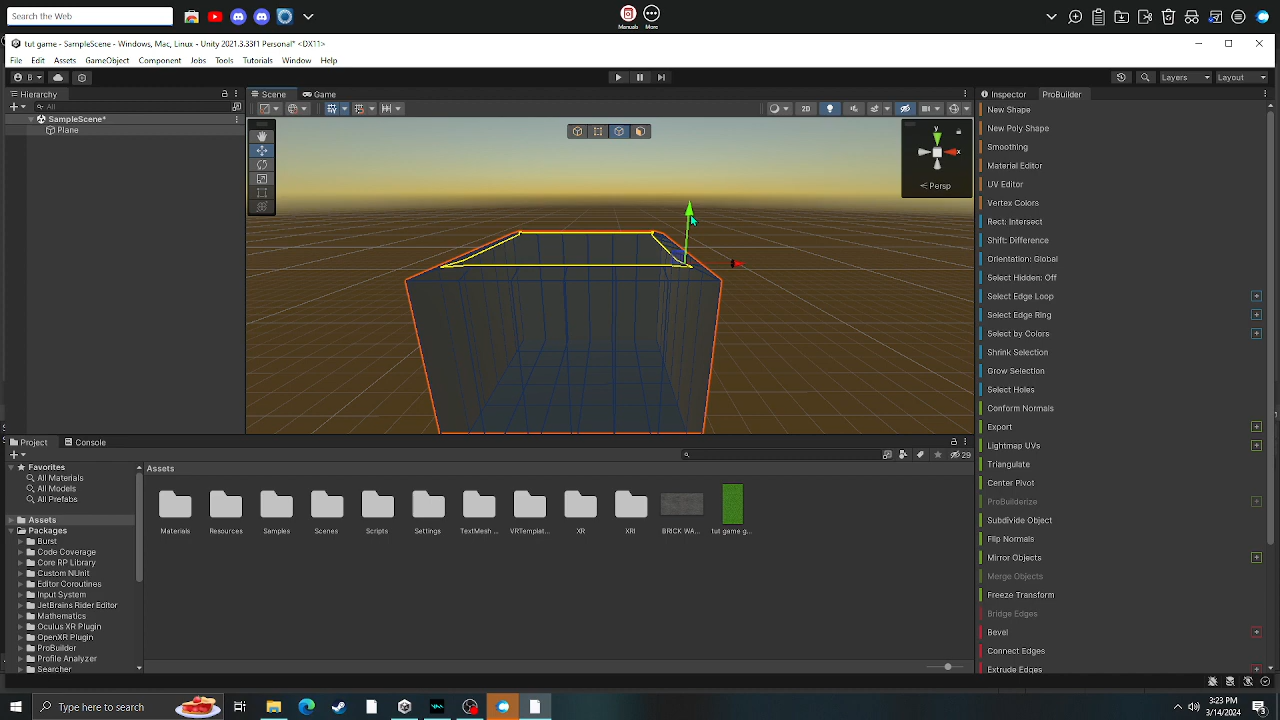 Search the Web
Manuals
More
tut game - SampleScene - Windows, Mac, Linux - Unity 2021.3.33f1 Personal* <DX11>
File Edit Assets GameObject Component Jobs Tools Tutorials Window Help
B
Layers
Layout
Hierarchy
Scene
Game
Inspector
ProBuilder
All
2D
SampleScene*
Plane
y
x
Persp
New Shape
New Poly Shape
Smoothing
Material Editor
UV Editor
Vertex Colors
Rect: Intersect
Shift: Difference
Orientation: Global
Select Hidden: Off
Select Edge Loop
Select Edge Ring
Select by Colors
Shrink Selection
Grow Selection
Select Holes
Conform Normals
Export
Lightmap UVs
Triangulate
Center Pivot
ProBuilderize
Subdivide Object
Flip Normals
Mirror Objects
Merge Objects
Freeze Transform
Bridge Edges
Bevel
Connect Edges
Extrude Edges
Project
Console
29
Favorites
All Materials
All Models
All Prefabs
Assets
Packages
Burst
Code Coverage
Core RP Library
Custom NUnit
Editor Coroutines
Input System
JetBrains Rider Editor
Mathematics
Oculus XR Plugin
OpenXR Plugin
ProBuilder
Profile Analyzer
Searcher
Assets
Materials
Resources
Samples
Scenes
Scripts
Settings
TextMesh ...
VRTemplat...
XR
XRI
BRICK WA...
tut game g...
Type here to search
3:23 PM
3/14/2024